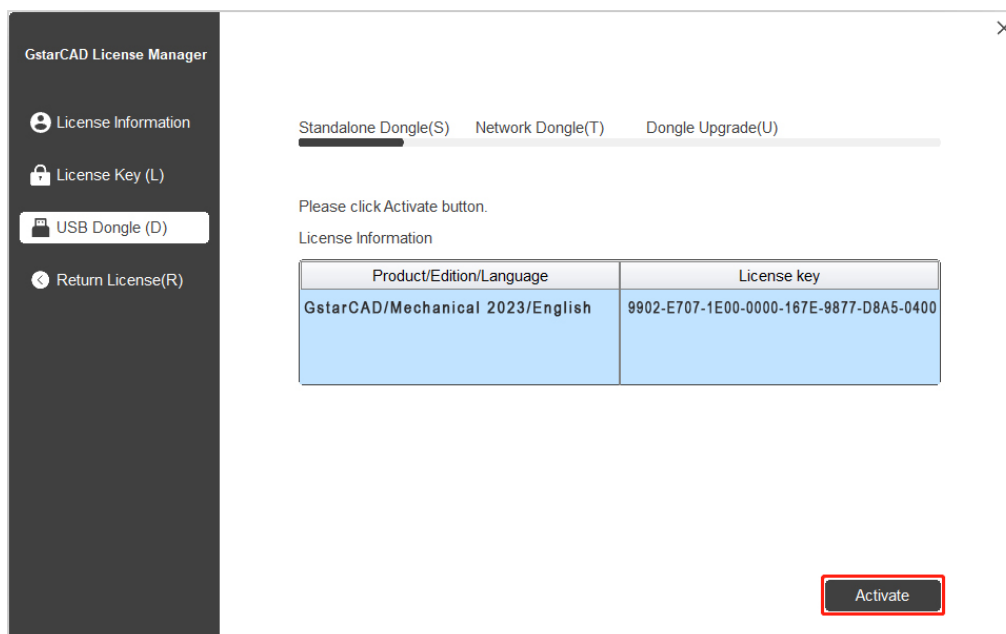 GstarCAD License Manager
License Information
License Key (L)
USB Dongle (D)
Return License(R)
Standalone Dongle(S) Network Dongle(T) Dongle Upgrade(U)
Please click Activate button.
License Information
Product/Edition/Language License key
GstarCAD/Mechanical 2023/English 9902-E707-1E00-0000-167E-9877-D8A5-0400
Activate